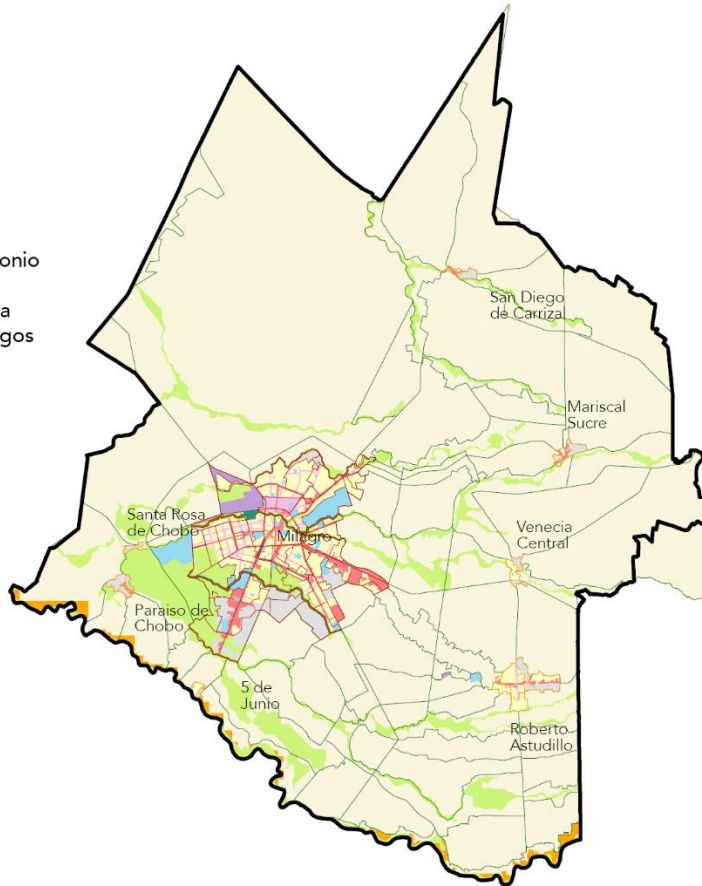 onio
a
gos
San Diego
de Carriza
Mariscal
Sucre
Santa Rosa
de Chobo
Milagro
Venecia
Central
Paraiso de
Chobo
5 de
Junio
Roberto
Astudillo